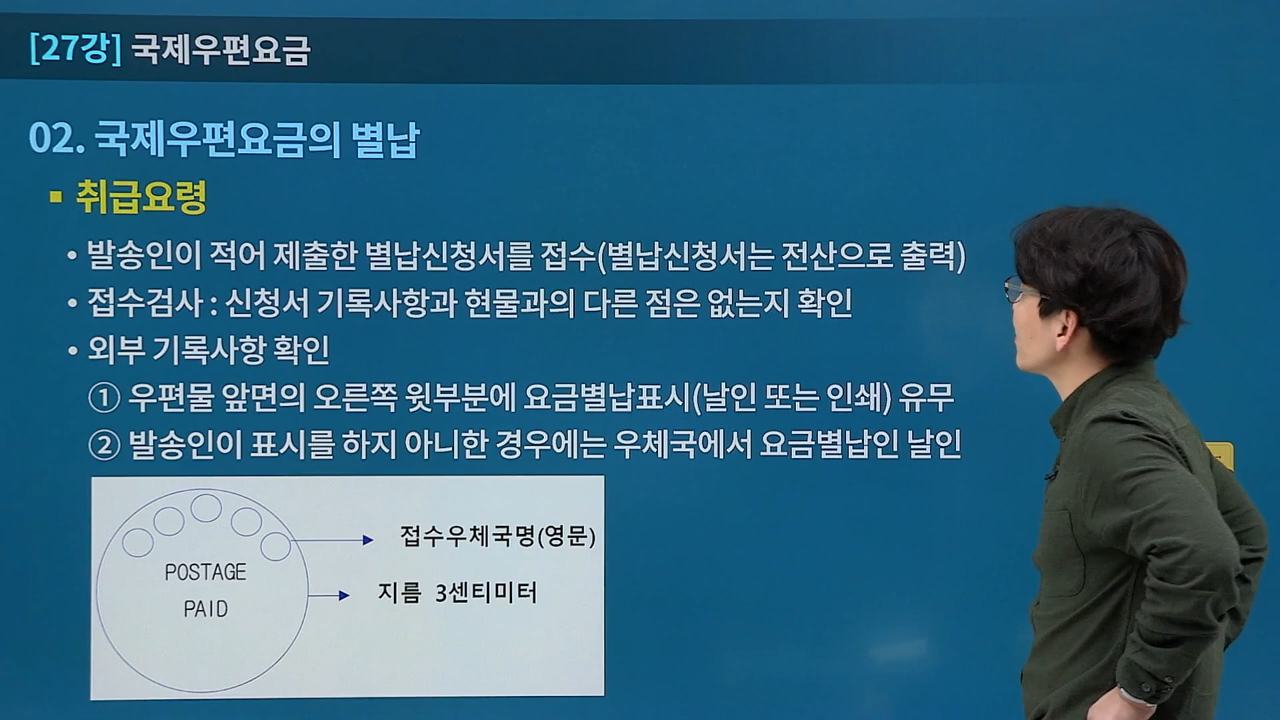 [27강] 국제우편요금
02. 국제우편요금의 별납
▪ 취급요령
• 발송인이 적어 제출한 별납신청서를 접수(별납신청서는 전산으로 출력)
• 접수검사 : 신청서 기록사항과 현물과의 다른 점은 없는지 확인
• 외부 기록사항 확인
① 우편물 앞면의 오른쪽 윗부분에 요금별납표시(날인 또는 인쇄) 유무
② 발송인이 표시를 하지 아니한 경우에는 우체국에서 요금별납인 날인
접수우체국명(영문)
POSTAGE
PAID
지름 3센티미터